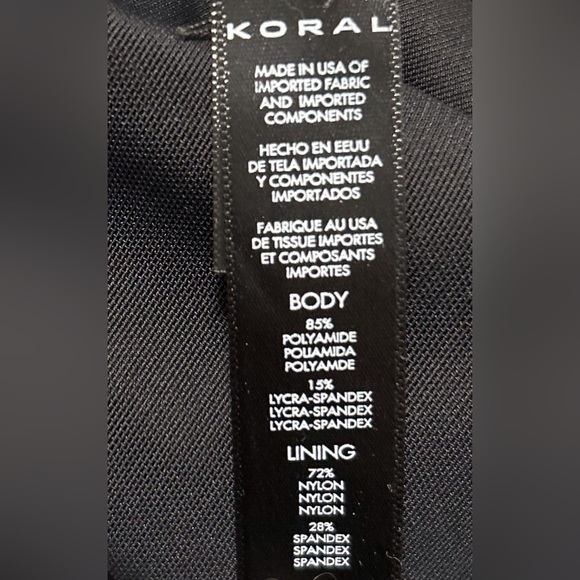 KORAL
MADE IN USA OF
IMPORTED FABRIC
AND IMPORTED
COMPONENTS
HECHO EN EEUU
DE TELA IMPORTADA
Y COMPONENTES
IMPORTADOS
FABRIQUE AU USA
DE TISSUE IMPORTES
ET COMPOSANTS
IMPORTES
BODY
85%
POLYAMIDE
POLIAMIDA
POLYAMDE
15%
LYCRA-SPANDEX
LYCRA-SPANDEX
LYCRA-SPANDEX
LINING
72%
NYLON
NYLON
NYLON
28%
SPANDEX
SPANDEX
SPANDEX